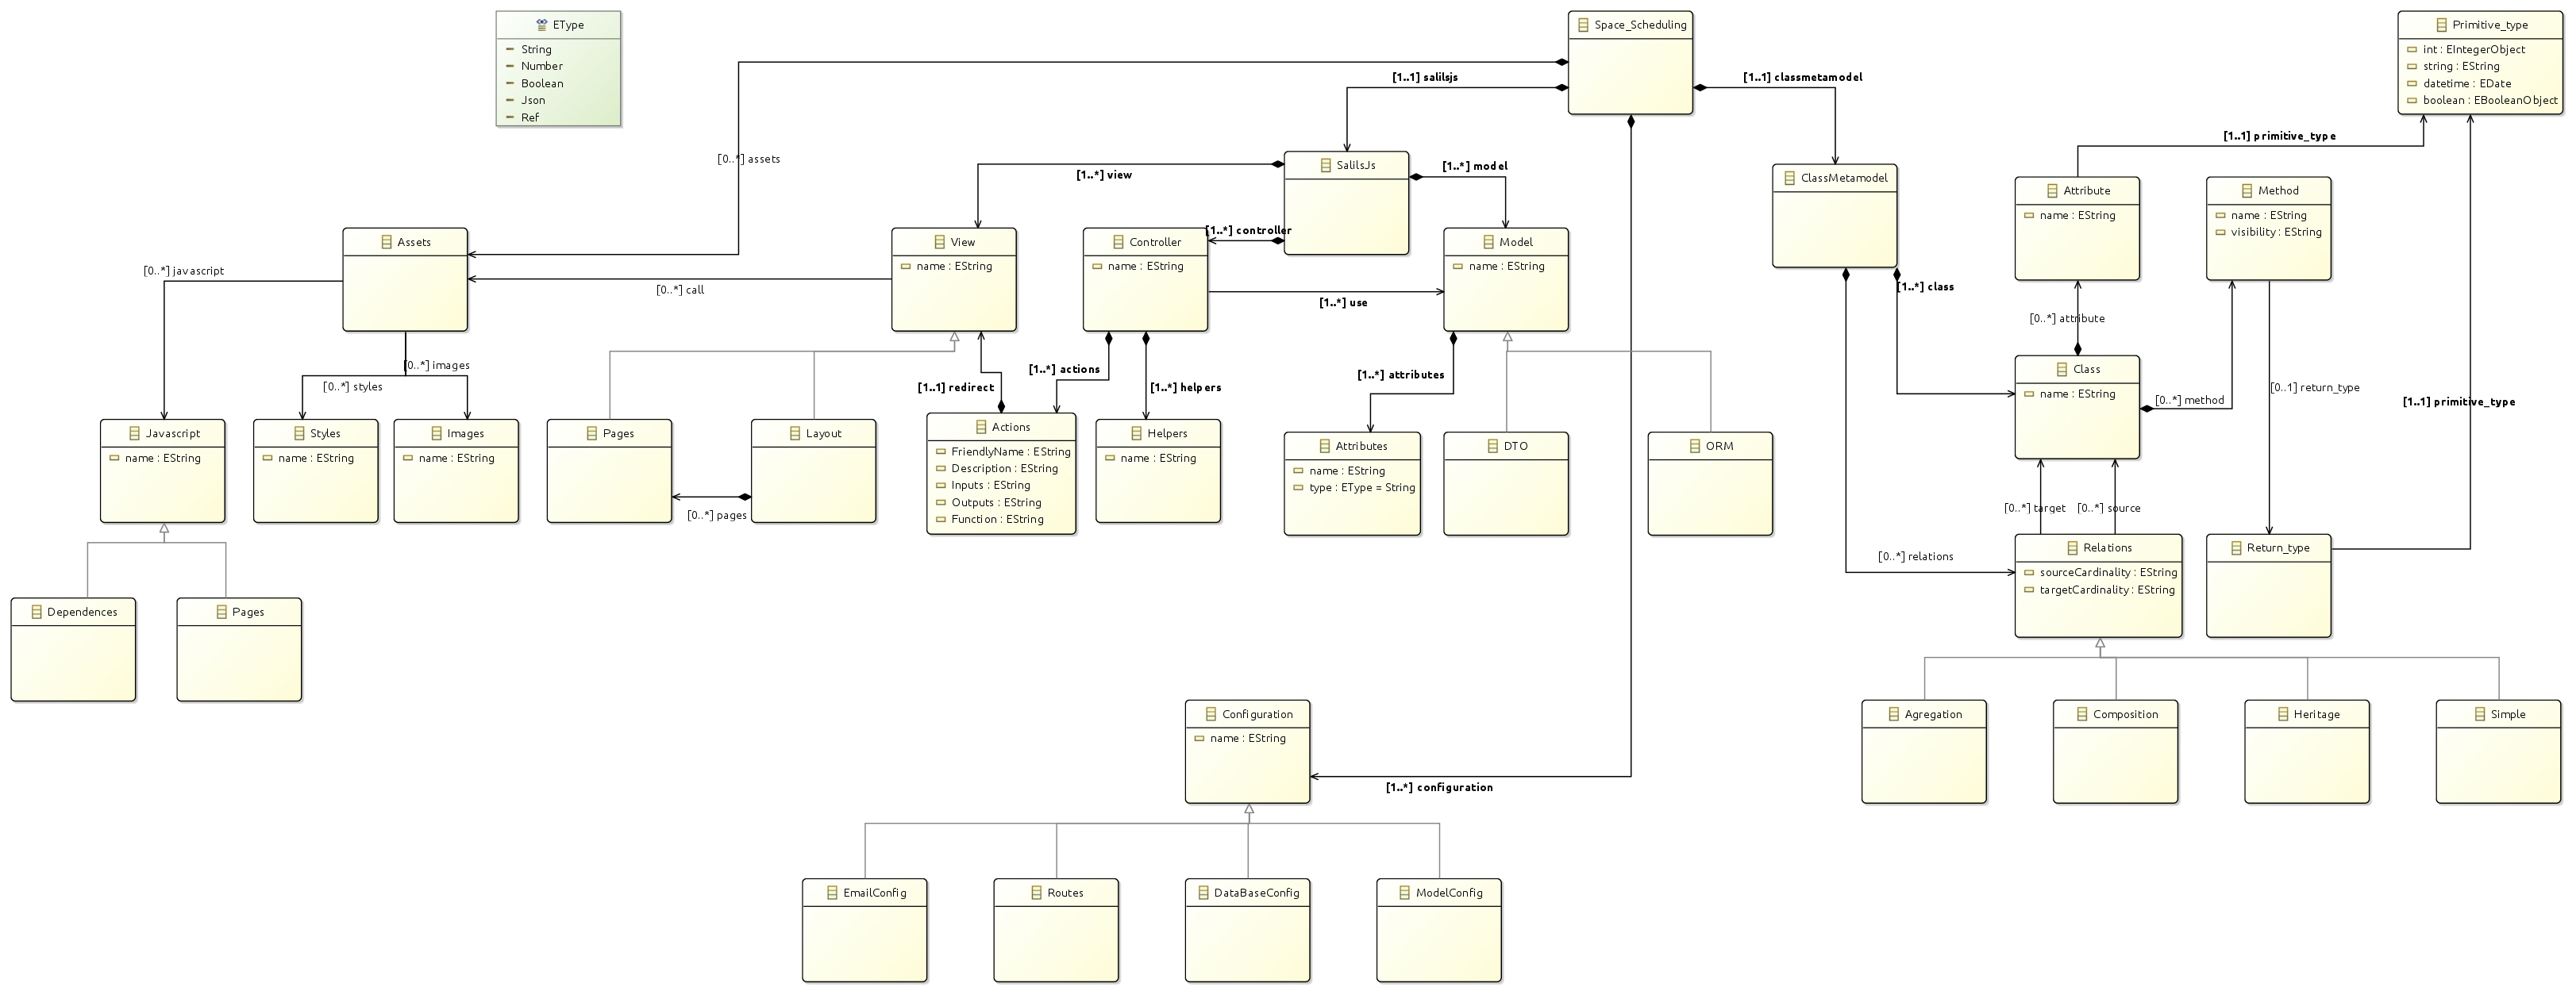 EType
String
Number
Boolean
Json
Ref
Space_Scheduling
Primitive_type
int : EIntegerObject
string : EString
datetime : EDate
boolean : EBooleanObject
[1..1] salilsjs
[1..1] classmetamodel
[1..1] primitive_type
[0..*] assets
SalilsJs
[1..*] view
[1..*] model
ClassMetamodel
Attribute
name : EString
Method
name : EString
visibility : EString
[1..*] controller
Assets
View
name : EString
Controller
name : EString
Model
name : EString
[0..*] javascript
[0..*] call
[1..*] use
[1..*] class
[0..*] attribute
[0..*] images
[0..*] styles
[1..1] redirect
[1..*] actions
[1..*] helpers
[1..*] attributes
Class
name : EString
[0..*] method
[0..1] return_type
[1..1] primitive_type
Javascript
name : EString
Styles
name : EString
Images
name : EString
Pages
Layout
[0..*] pages
Actions
FriendlyName : EString
Description : EString
Inputs : EString
Outputs : EString
Function : EString
Helpers
name : EString
Attributes
name : EString
type : EType = String
DTO
ORM
[0..*] target
[0..*] source
[0..*] relations
Relations
sourceCardinality : EString
targetCardinality : EString
Return_type
Dependences
Pages
Configuration
name : EString
[1..*] configuration
Agregation
Composition
Heritage
Simple
EmailConfig
Routes
DataBaseConfig
ModelConfig